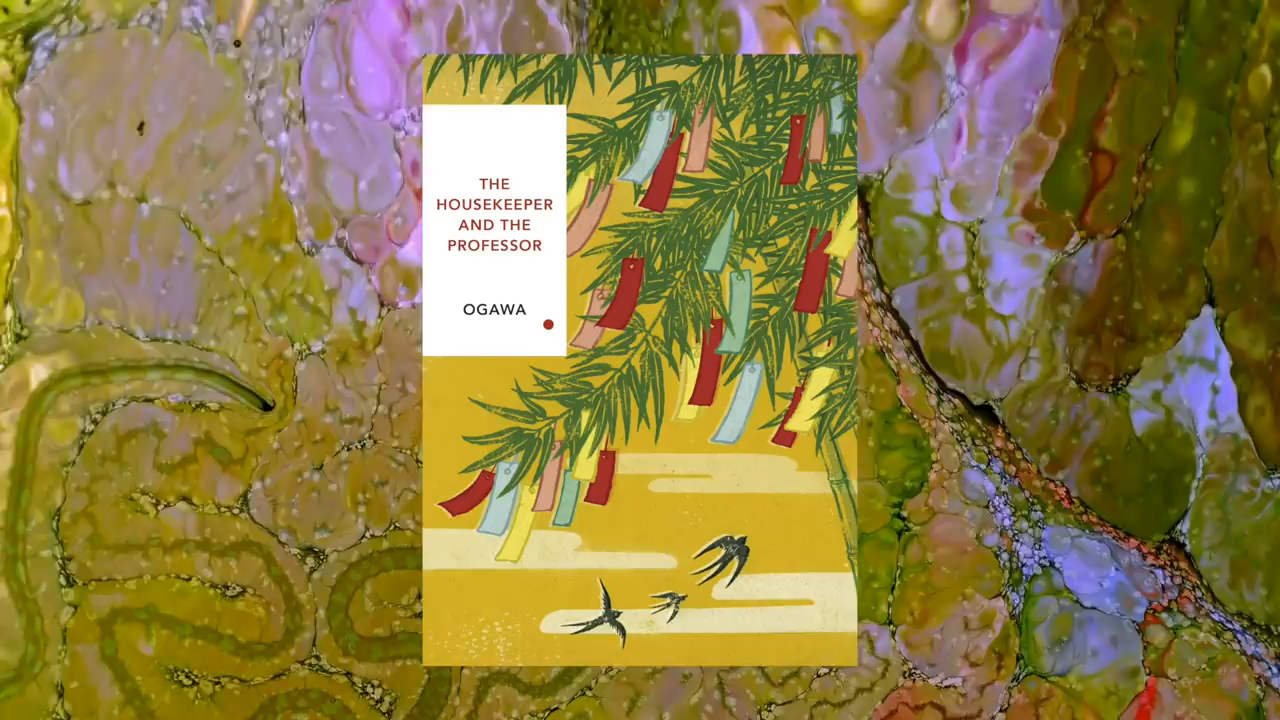 THE
HOUSEKEEPER
AND THE
PROFESSOR
OGAWA